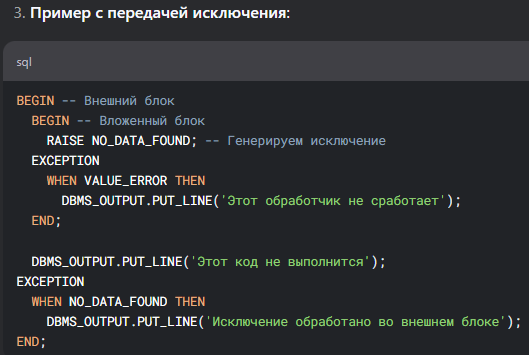 3. Пример с передачей исключения:
sql
BEGIN -- Внешний блок
  BEGIN -- Вложенный блок
    RAISE NO_DATA_FOUND; -- Генерируем исключение
  EXCEPTION
    WHEN VALUE_ERROR THEN
      DBMS_OUTPUT.PUT_LINE('Этот обработчик не сработает');
  END;

  DBMS_OUTPUT.PUT_LINE('Этот код не выполнится');
EXCEPTION
  WHEN NO_DATA_FOUND THEN
    DBMS_OUTPUT.PUT_LINE('Исключение обработано во внешнем блоке');
END;